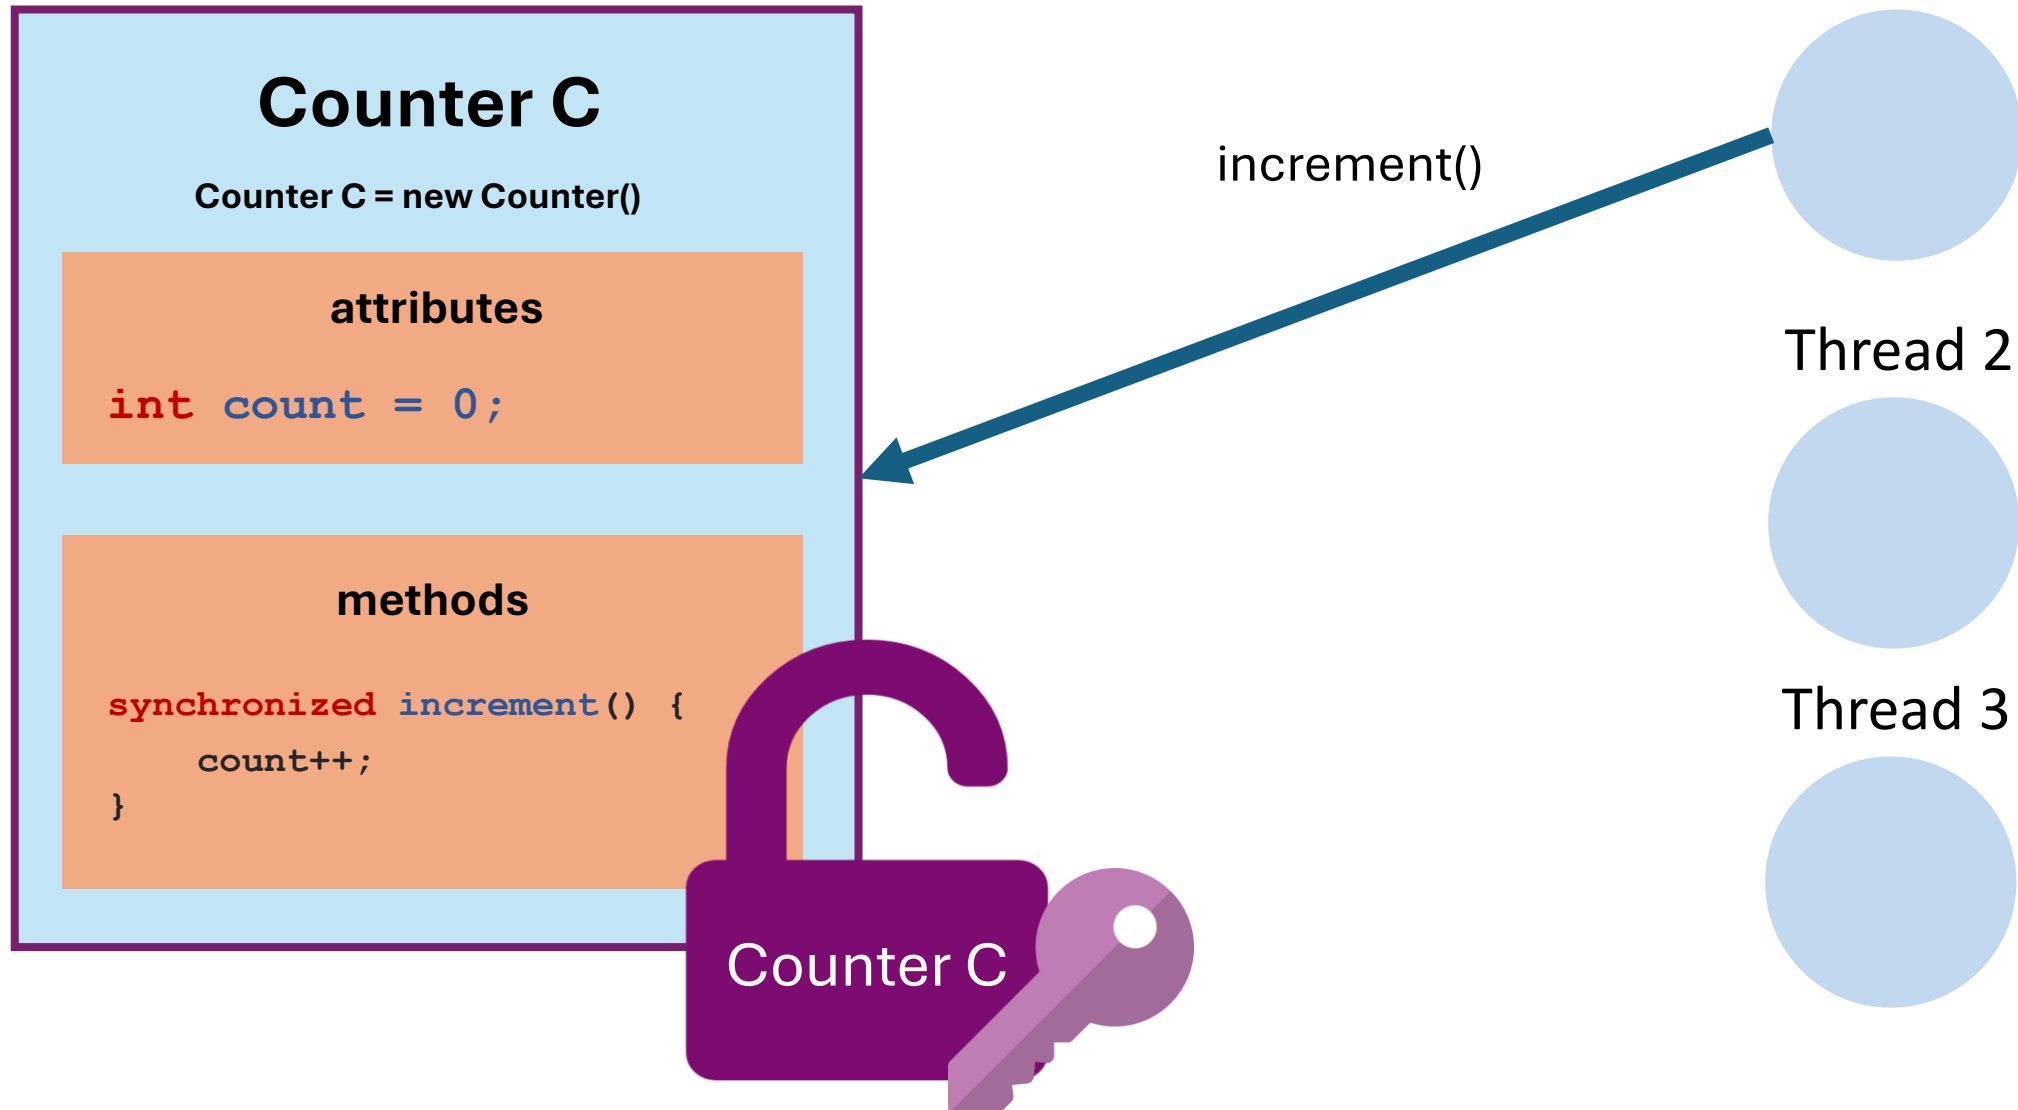 Counter C
Counter C = new Counter()
attributes
int count = 0;
methods
synchronized increment() {
    count++;
}
Counter C
increment()
Thread 2
Thread 3